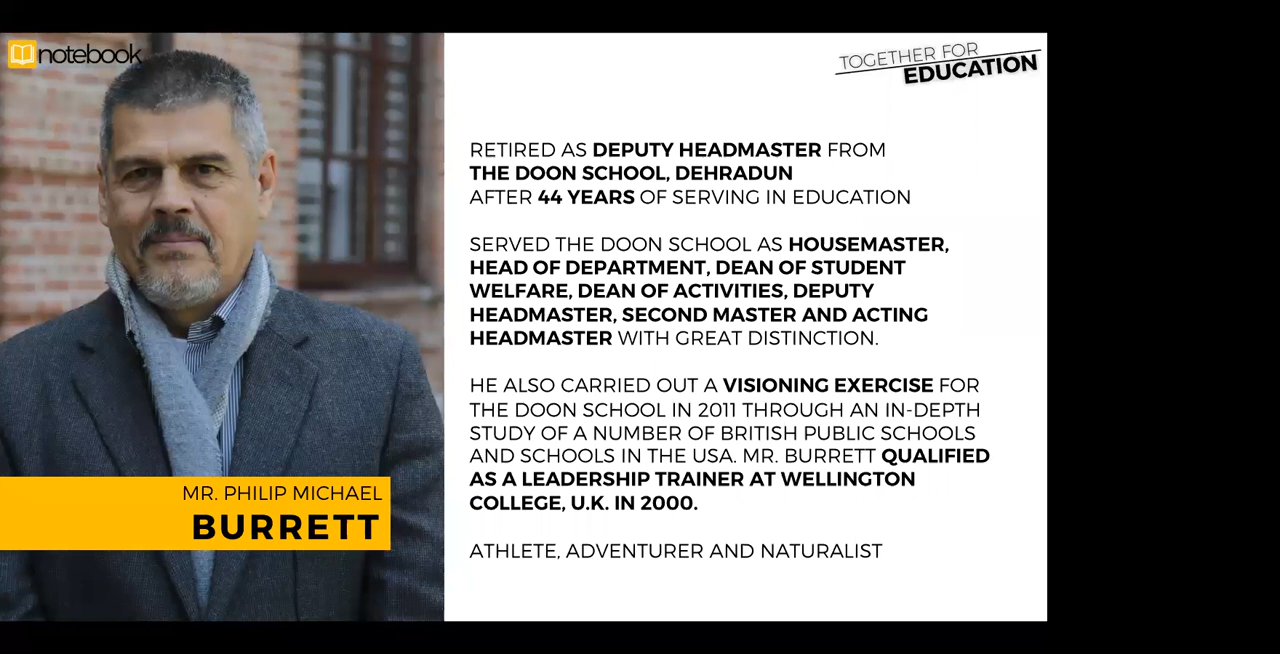 notebook
TOGETHER FOR
EDUCATION
RETIRED AS DEPUTY HEADMASTER FROM
THE DOON SCHOOL, DEHRADUN
AFTER 44 YEARS OF SERVING IN EDUCATION
SERVED THE DOON SCHOOL AS HOUSEMASTER,
HEAD OF DEPARTMENT, DEAN OF STUDENT
WELFARE, DEAN OF ACTIVITIES, DEPUTY
HEADMASTER, SECOND MASTER AND ACTING
HEADMASTER WITH GREAT DISTINCTION.
HE ALSO CARRIED OUT A VISIONING EXERCISE FOR
THE DOON SCHOOL IN 2011 THROUGH AN IN-DEPTH
STUDY OF A NUMBER OF BRITISH PUBLIC SCHOOLS
AND SCHOOLS IN THE USA. MR. BURRETT QUALIFIED
AS A LEADERSHIP TRAINER AT WELLINGTON
COLLEGE, U.K. IN 2000.
ATHLETE, ADVENTURER AND NATURALIST
MR. PHILIP MICHAEL
BURRETT